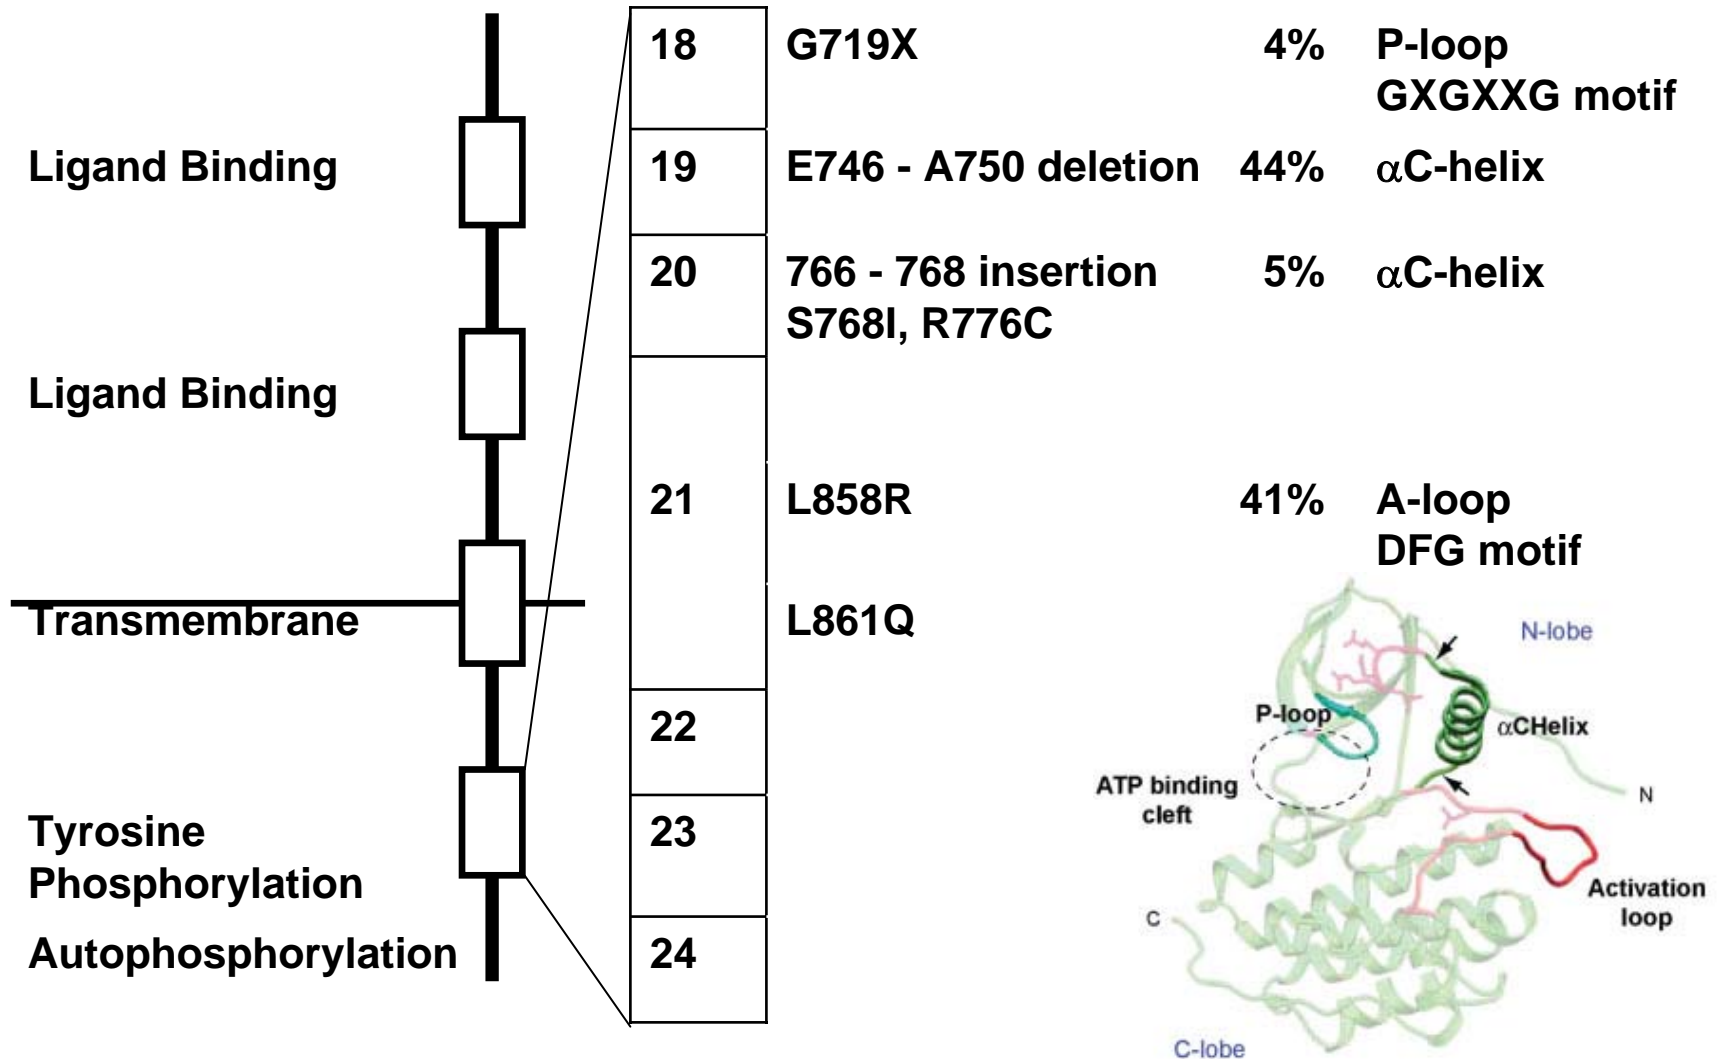 Ligand Binding
Ligand Binding
Transmembrane
Tyrosine
Phosphorylation
Autophosphorylation
18 G719X 4% P-loop
GXGXXG motif
19 E746 - A750 deletion 44% αC-helix
20 766 - 768 insertion 5% αC-helix
S768I, R776C
21 L858R 41% A-loop
DFG motif
L861Q
22
23
24
N-lobe
P-loop
αCHelix
ATP binding
cleft
N
Activation
loop
C
C-lobe